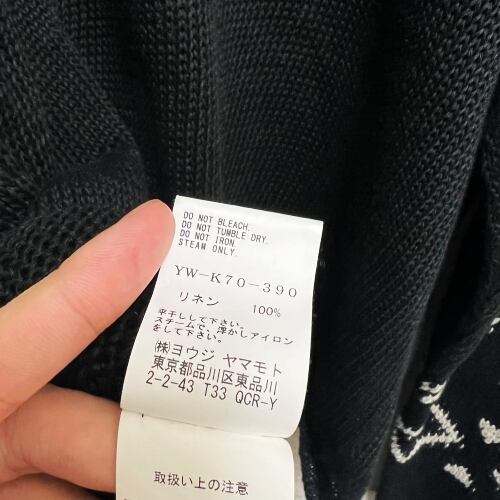 DO NOT BLEACH.
DO NOT TUMBLE DRY.
DO NOT IRON.
STEAM ONLY.
YW-K70-390
リネン 100%
平干しして下さい。
スチームで、浮かしアイロン
をして下さい。
㈱ヨウジ ヤマモト
東京都品川区東品川
2-2-43 T33 QCR-Y
取扱い上の注意